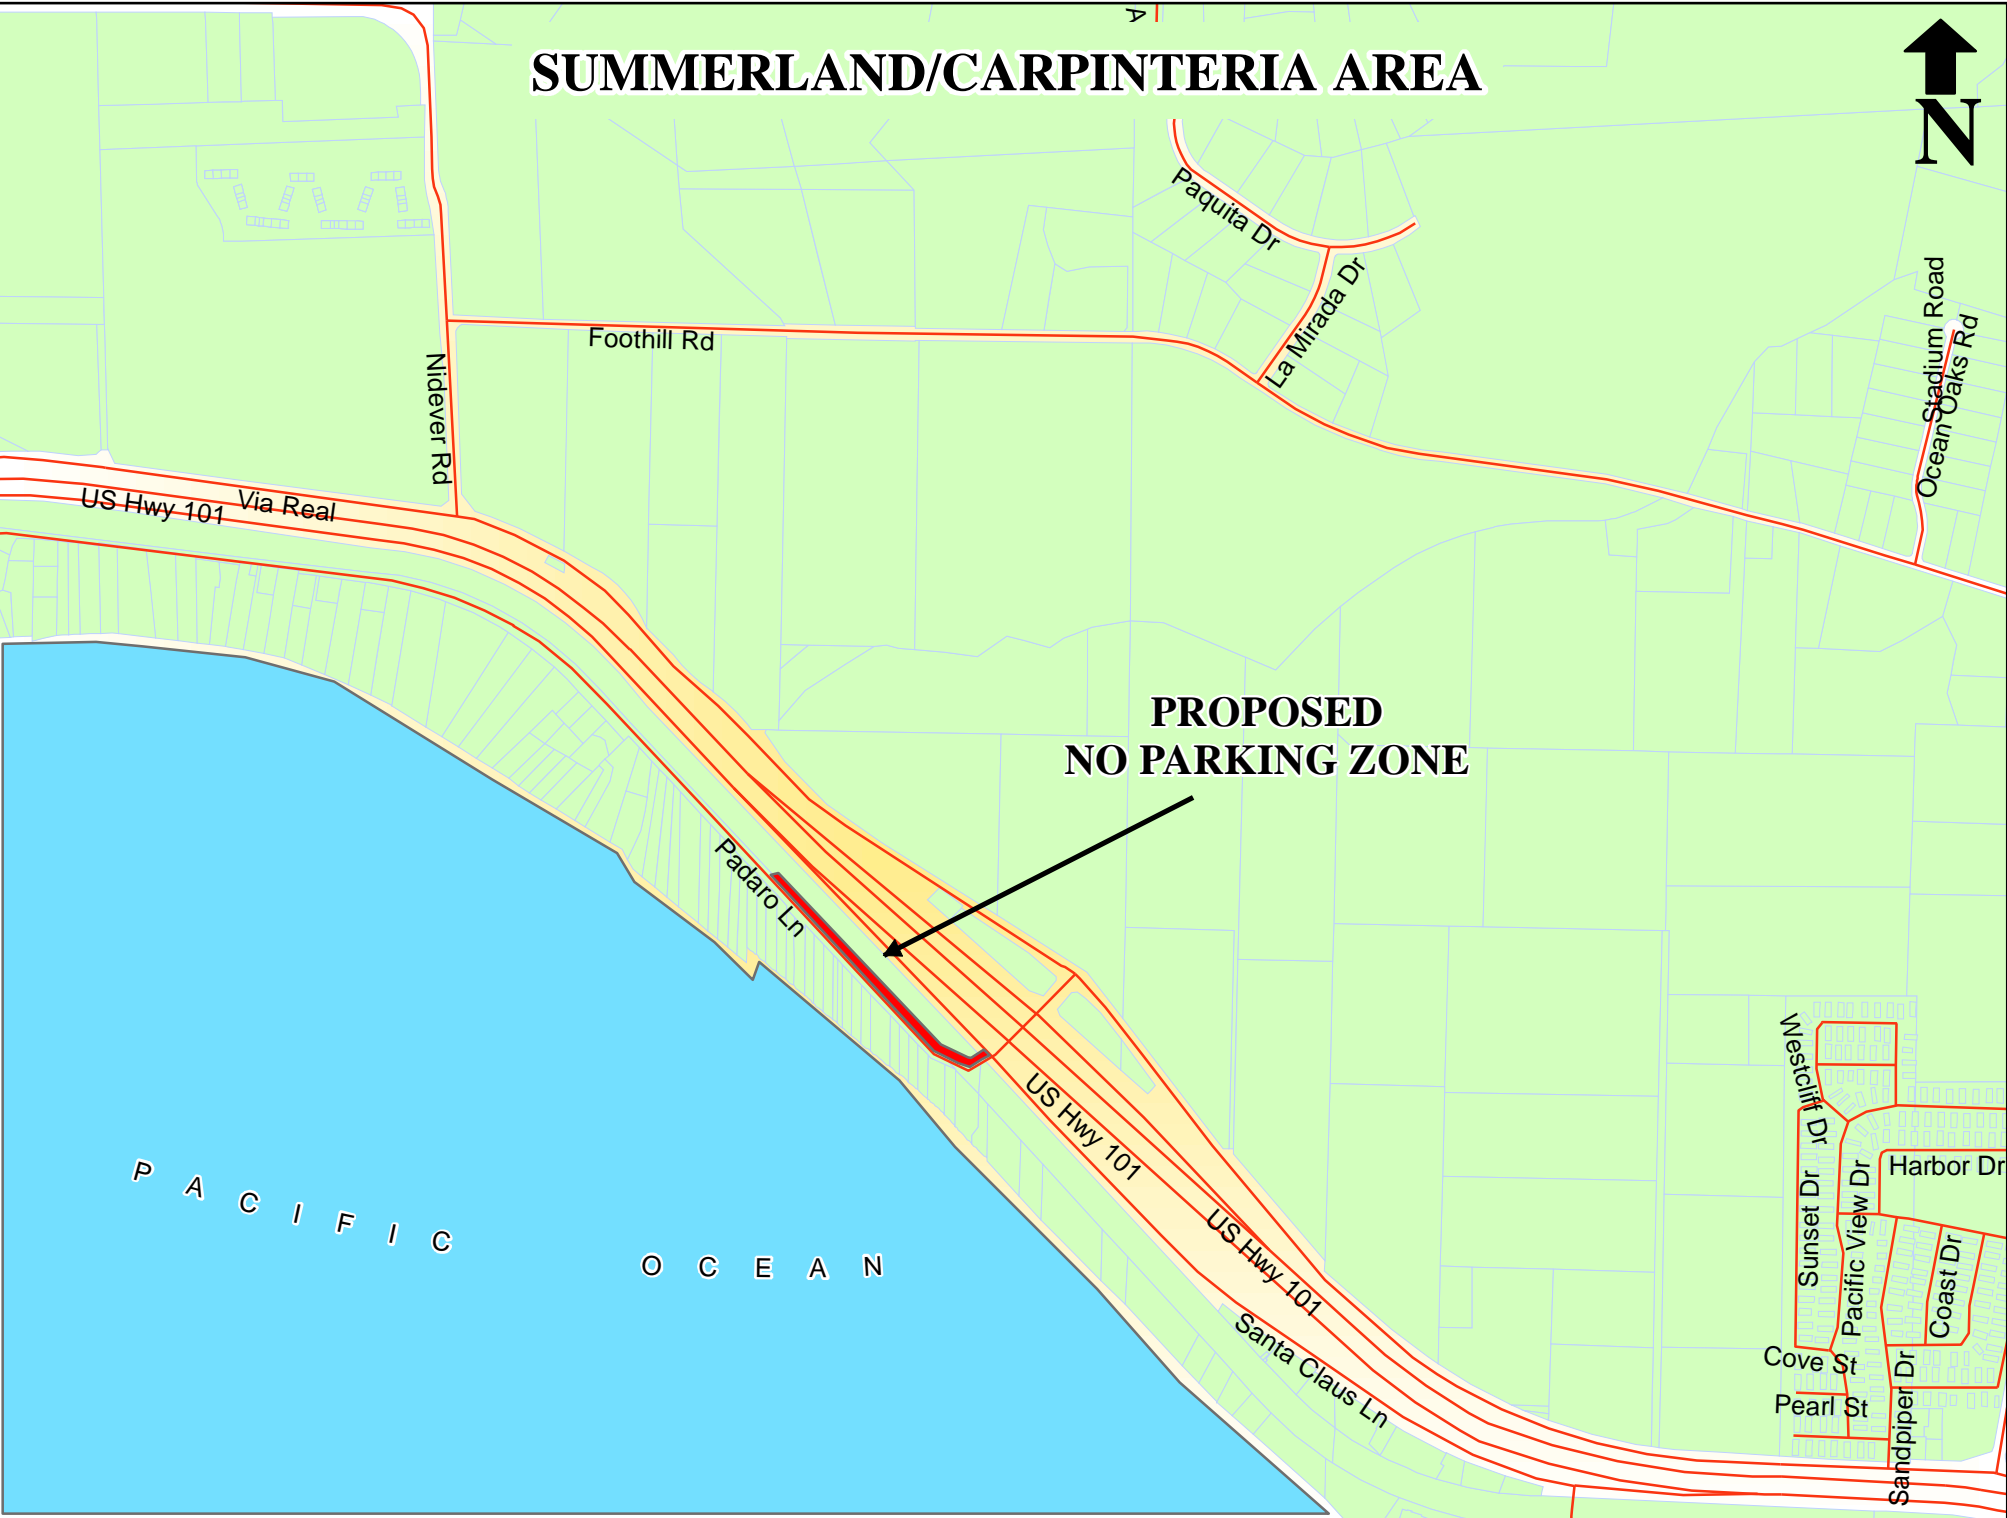 A
SUMMERLAND/CARPINTERIA AREA
N
Paquita Dr
La Mirada Dr
Stadium Road
Ocean Oaks Rd
Foothill Rd
Nidever Rd
US Hwy 101
Via Real
PROPOSED
NO PARKING ZONE
Padaro Ln
US Hwy 101
US Hwy 101
Santa Claus Ln
PACIFIC OCEAN
Westcliff Dr
Harbor Dr
Sunset Dr
Pacific View Dr
Coast Dr
Cove St
Pearl St
Sandpiper Dr